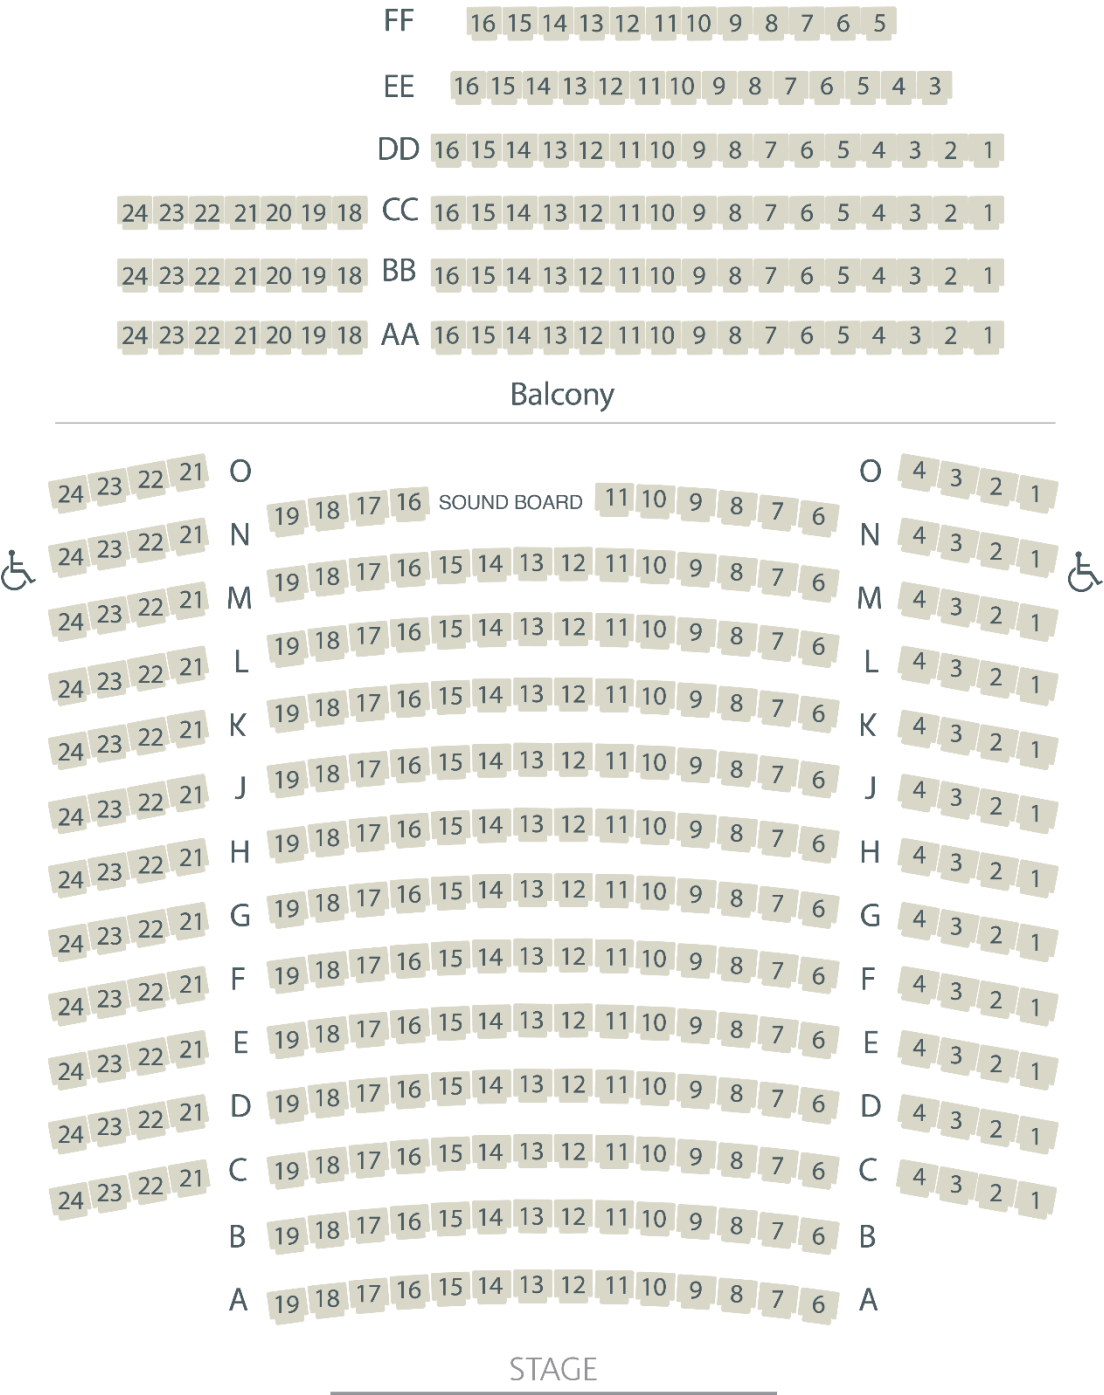 FF 16 15 14 13 12 11 10 9 8 7 6 5
EE 16 15 14 13 12 11 10 9 8 7 6 5 4 3
DD 16 15 14 13 12 11 10 9 8 7 6 5 4 3 2 1
24 23 22 21 20 19 18 CC 16 15 14 13 12 11 10 9 8 7 6 5 4 3 2 1
24 23 22 21 20 19 18 BB 16 15 14 13 12 11 10 9 8 7 6 5 4 3 2 1
24 23 22 21 20 19 18 AA 16 15 14 13 12 11 10 9 8 7 6 5 4 3 2 1
Balcony
24 23 22 21 O O 4 3 2 1
24 23 22 21 N 19 18 17 16 SOUND BOARD 11 10 9 8 7 6 N 4 3 2 1
24 23 22 21 M 19 18 17 16 15 14 13 12 11 10 9 8 7 6 M 4 3 2 1
24 23 22 21 L 19 18 17 16 15 14 13 12 11 10 9 8 7 6 L 4 3 2 1
24 23 22 21 K 19 18 17 16 15 14 13 12 11 10 9 8 7 6 K 4 3 2 1
24 23 22 21 J 19 18 17 16 15 14 13 12 11 10 9 8 7 6 J 4 3 2 1
24 23 22 21 H 19 18 17 16 15 14 13 12 11 10 9 8 7 6 H 4 3 2 1
24 23 22 21 G 19 18 17 16 15 14 13 12 11 10 9 8 7 6 G 4 3 2 1
24 23 22 21 F 19 18 17 16 15 14 13 12 11 10 9 8 7 6 F 4 3 2 1
24 23 22 21 E 19 18 17 16 15 14 13 12 11 10 9 8 7 6 E 4 3 2 1
24 23 22 21 D 19 18 17 16 15 14 13 12 11 10 9 8 7 6 D 4 3 2 1
24 23 22 21 C 19 18 17 16 15 14 13 12 11 10 9 8 7 6 C 4 3 2 1
B 19 18 17 16 15 14 13 12 11 10 9 8 7 6 B
A 19 18 17 16 15 14 13 12 11 10 9 8 7 6 A
STAGE